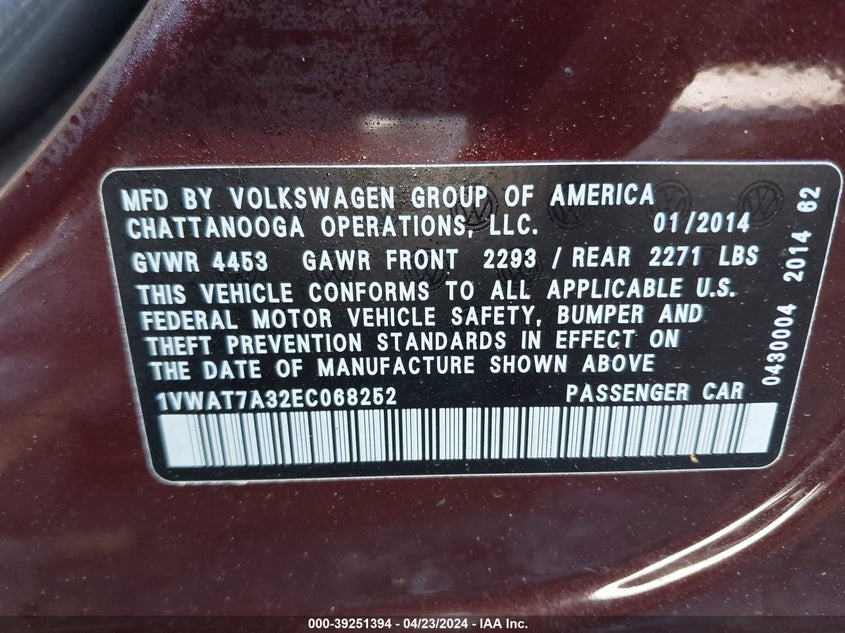 MFD BY VOLKSWAGEN GROUP OF AMERICA
CHATTANOOGA OPERATIONS, LLC. 01/2014
GVWR 4453 GAWR FRONT 2293 / REAR 2271 LBS
THIS VEHICLE CONFORMS TO ALL APPLICABLE U.S.
FEDERAL MOTOR VEHICLE SAFETY, BUMPER AND
THEFT PREVENTION STANDARDS IN EFFECT ON
THE DATE OF MANUFACTURE SHOWN ABOVE
1VWAT7A32EC068252 PASSENGER CAR
0430004 2014 62
000-39251394 - 04/23/2024 - IAA Inc.